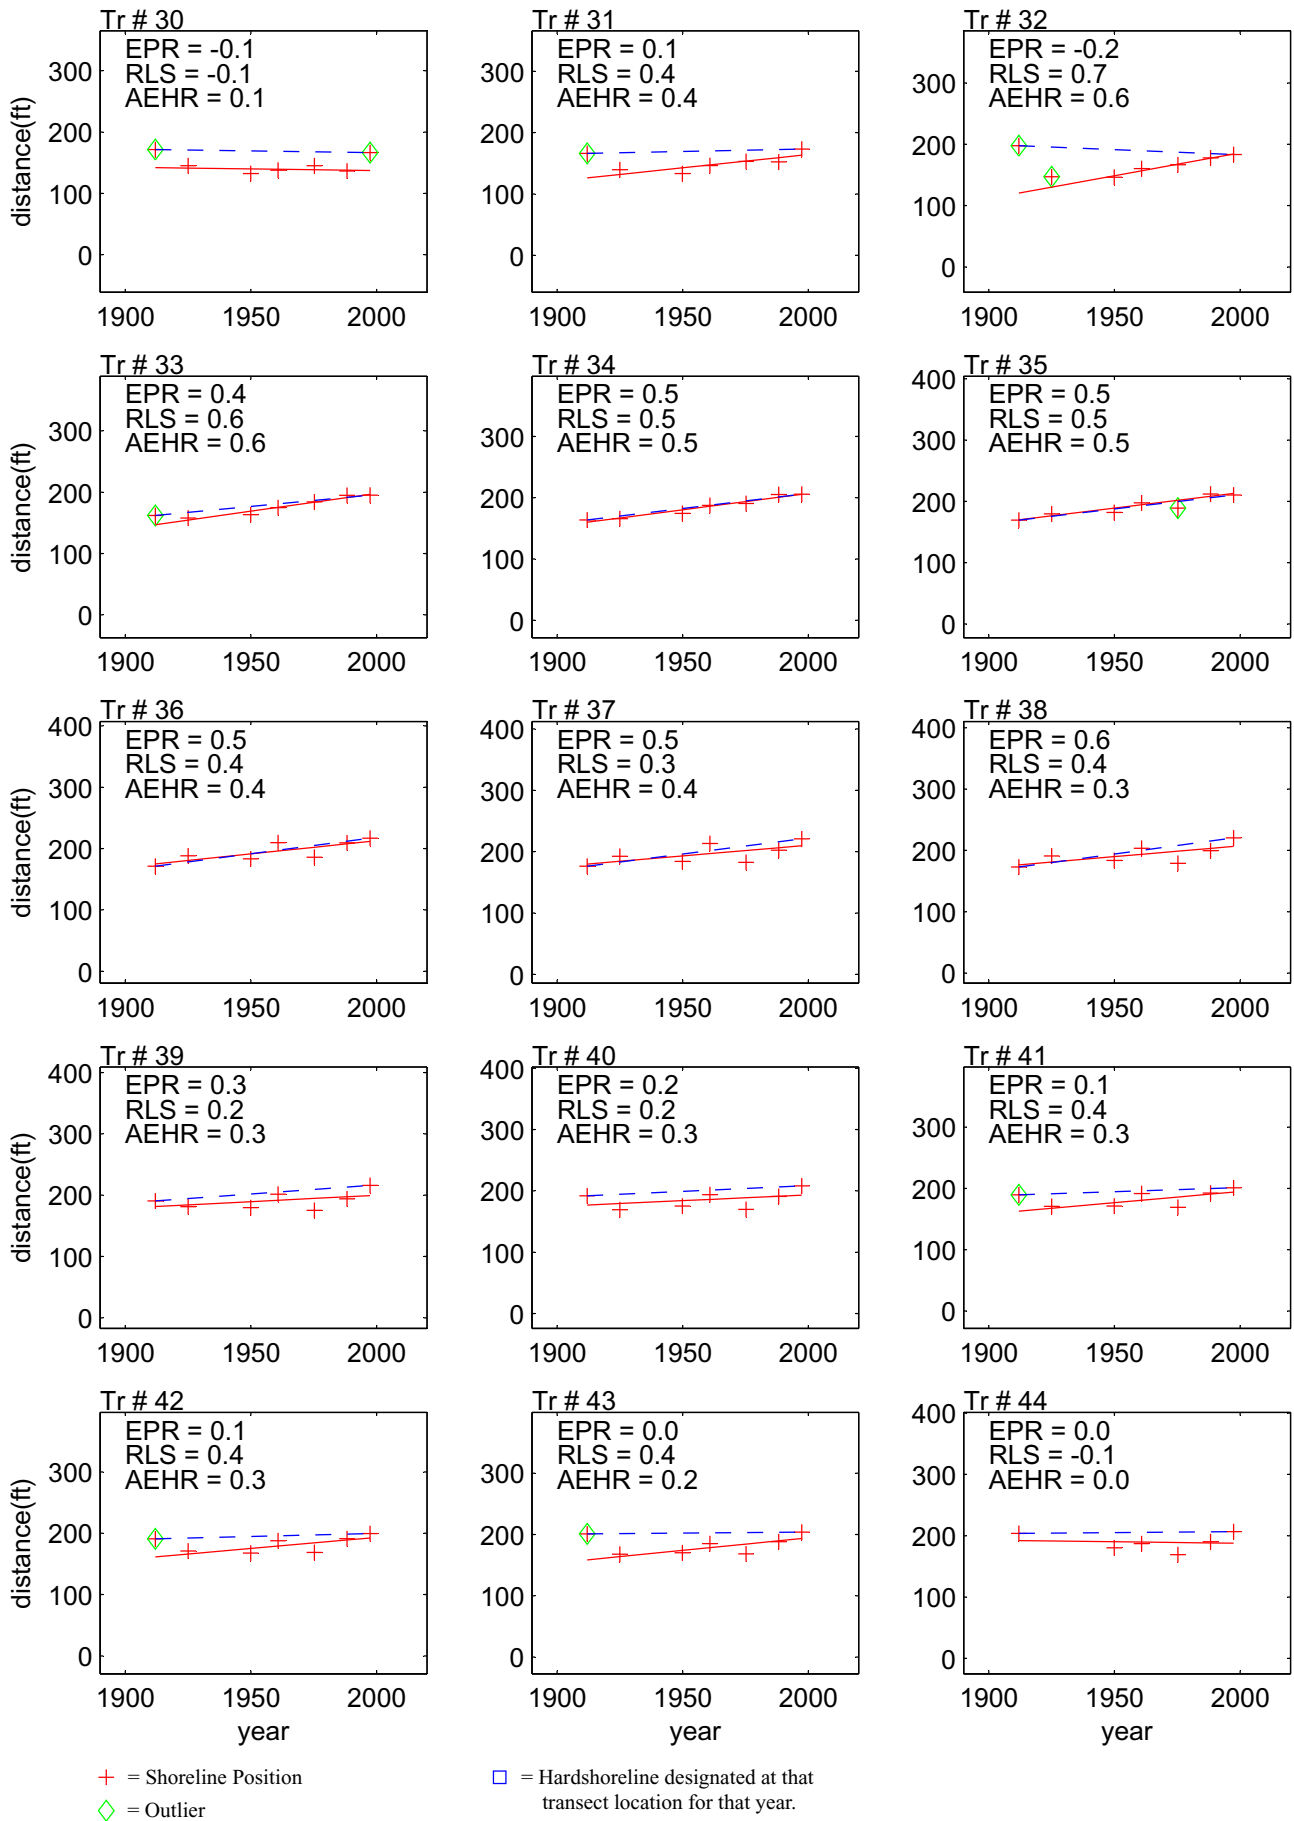 Tr # 30
EPR = -0.1
RLS = -0.1
AEHR = 0.1
distance(ft)
300
200
100
0
1900 1950 2000
Tr # 31
EPR = 0.1
RLS = 0.4
AEHR = 0.4
300
200
100
0
1900 1950 2000
Tr # 32
EPR = -0.2
RLS = 0.7
AEHR = 0.6
300
200
100
0
1900 1950 2000
Tr # 33
EPR = 0.4
RLS = 0.6
AEHR = 0.6
distance(ft)
300
200
100
0
1900 1950 2000
Tr # 34
EPR = 0.5
RLS = 0.5
AEHR = 0.5
300
200
100
0
1900 1950 2000
Tr # 35
EPR = 0.5
RLS = 0.5
AEHR = 0.5
400
300
200
100
0
1900 1950 2000
Tr # 36
EPR = 0.5
RLS = 0.4
AEHR = 0.4
distance(ft)
400
300
200
100
0
1900 1950 2000
Tr # 37
EPR = 0.5
RLS = 0.3
AEHR = 0.4
400
300
200
100
0
1900 1950 2000
Tr # 38
EPR = 0.6
RLS = 0.4
AEHR = 0.3
400
300
200
100
0
1900 1950 2000
Tr # 39
EPR = 0.3
RLS = 0.2
AEHR = 0.3
distance(ft)
400
300
200
100
0
1900 1950 2000
Tr # 40
EPR = 0.2
RLS = 0.2
AEHR = 0.3
400
300
200
100
0
1900 1950 2000
Tr # 41
EPR = 0.1
RLS = 0.4
AEHR = 0.3
300
200
100
0
1900 1950 2000
Tr # 42
EPR = 0.1
RLS = 0.4
AEHR = 0.3
distance(ft)
300
200
100
0
1900 1950 2000
year
Tr # 43
EPR = 0.0
RLS = 0.4
AEHR = 0.2
300
200
100
0
1900 1950 2000
year
Tr # 44
EPR = 0.0
RLS = -0.1
AEHR = 0.0
400
300
200
100
0
1900 1950 2000
year
= Shoreline Position
= Outlier
= Hardshoreline designated at that
transect location for that year.